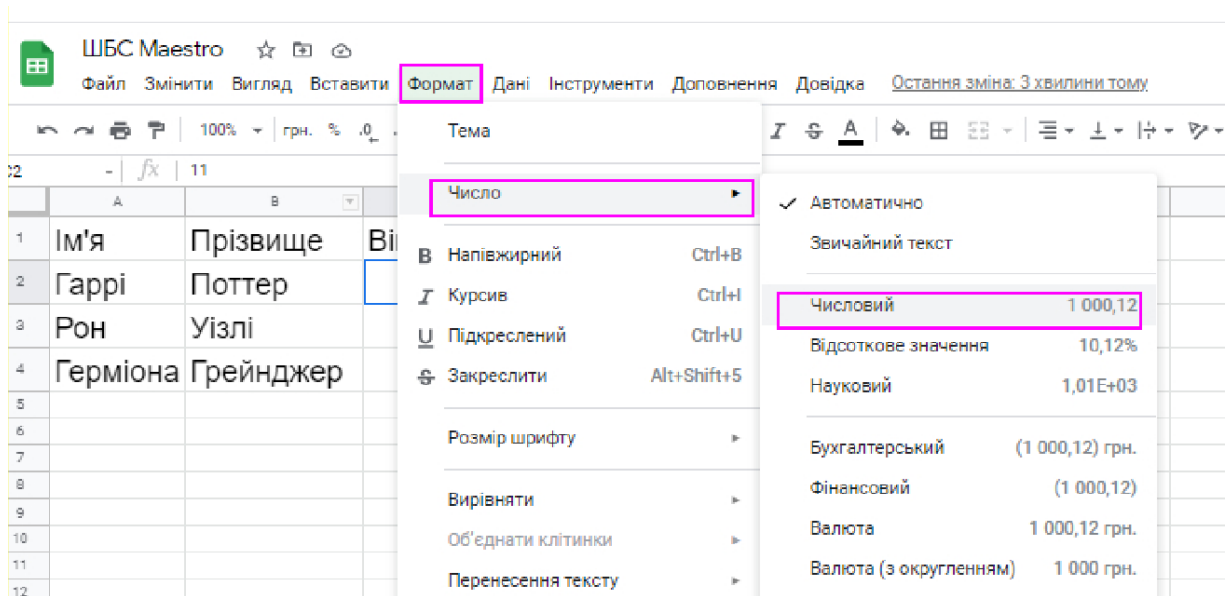 ШБС Maestro
Файл Змінити Вигляд Вставити Формат Дані Інструменти Доповнення Довідка Остання зміна: 3 хвилини тому
100% грн. % .0
Тема
fx 11
Число
Автоматично
Звичайний текст
A B
1 Ім'я Прізвище
2 Гаррі Поттер
3 Рон Уізлі
4 Герміона Грейнджер
5
6
7
8
9
10
11
12
B Напівжирний Ctrl+B
I Курсив Ctrl+I
U Підкреслений Ctrl+U
S Закреслити Alt+Shift+5
Розмір шрифту
Вирівняти
Об'єднати клітинки
Перенесення тексту
Числовий 1 000,12
Відсоткове значення 10,12%
Науковий 1,01E+03
Бухгалтерський (1 000,12) грн.
Фінансовий (1 000,12)
Валюта 1 000,12 грн.
Валюта (з округленням) 1 000 грн.